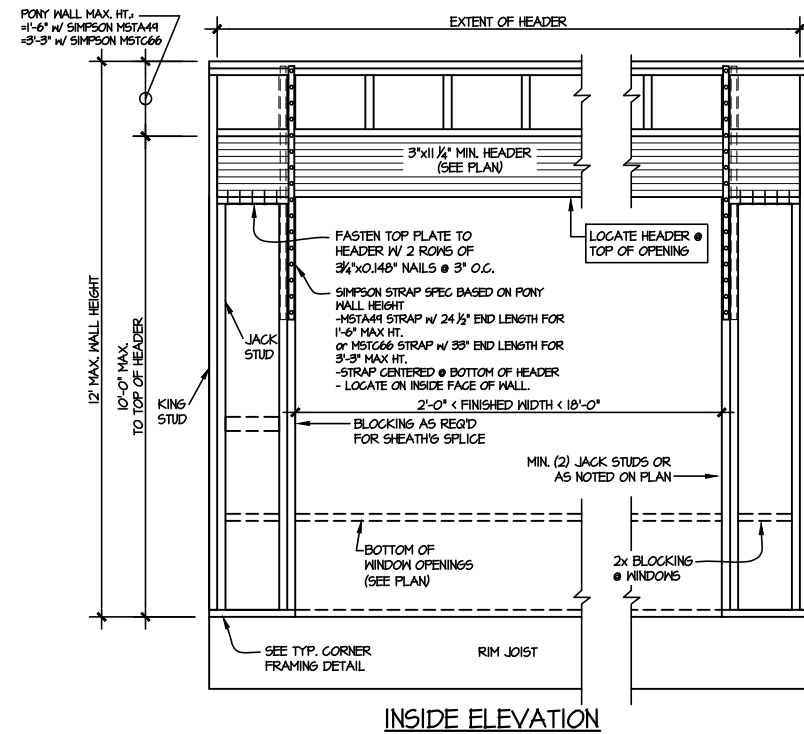 PONY WALL MAX. HT.:
=1'-6" W/ SIMPSON MSTA49
=3'-3" W/ SIMPSON MSTC66
EXTENT OF HEADER
3"x11 1/4" MIN. HEADER
(SEE PLAN)
FASTEN TOP PLATE TO
HEADER W/ 2 ROWS OF
3 1/4"x0.148" NAILS @ 3" O.C.
LOCATE HEADER @
TOP OF OPENING
SIMPSON STRAP SPEC BASED ON PONY
WALL HEIGHT
-MSTA49 STRAP W/ 24 1/2" END LENGTH FOR
1'-6" MAX HT.
or MSTC66 STRAP W/ 33" END LENGTH FOR
3'-3" MAX HT.
-STRAP CENTERED @ BOTTOM OF HEADER
- LOCATE ON INSIDE FACE OF WALL.
12' MAX. WALL HEIGHT
10'-0" MAX.
TO TOP OF HEADER
JACK
STUD
KING
STUD
2'-0" < FINISHED WIDTH < 18'-0"
BLOCKING AS REQ'D
FOR SHEATH'G SPLICE
MIN. (2) JACK STUDS OR
AS NOTED ON PLAN
BOTTOM OF
WINDOW OPENINGS
(SEE PLAN)
2x BLOCKING
@ WINDOWS
SEE TYP. CORNER
FRAMING DETAIL
RIM JOIST
INSIDE ELEVATION